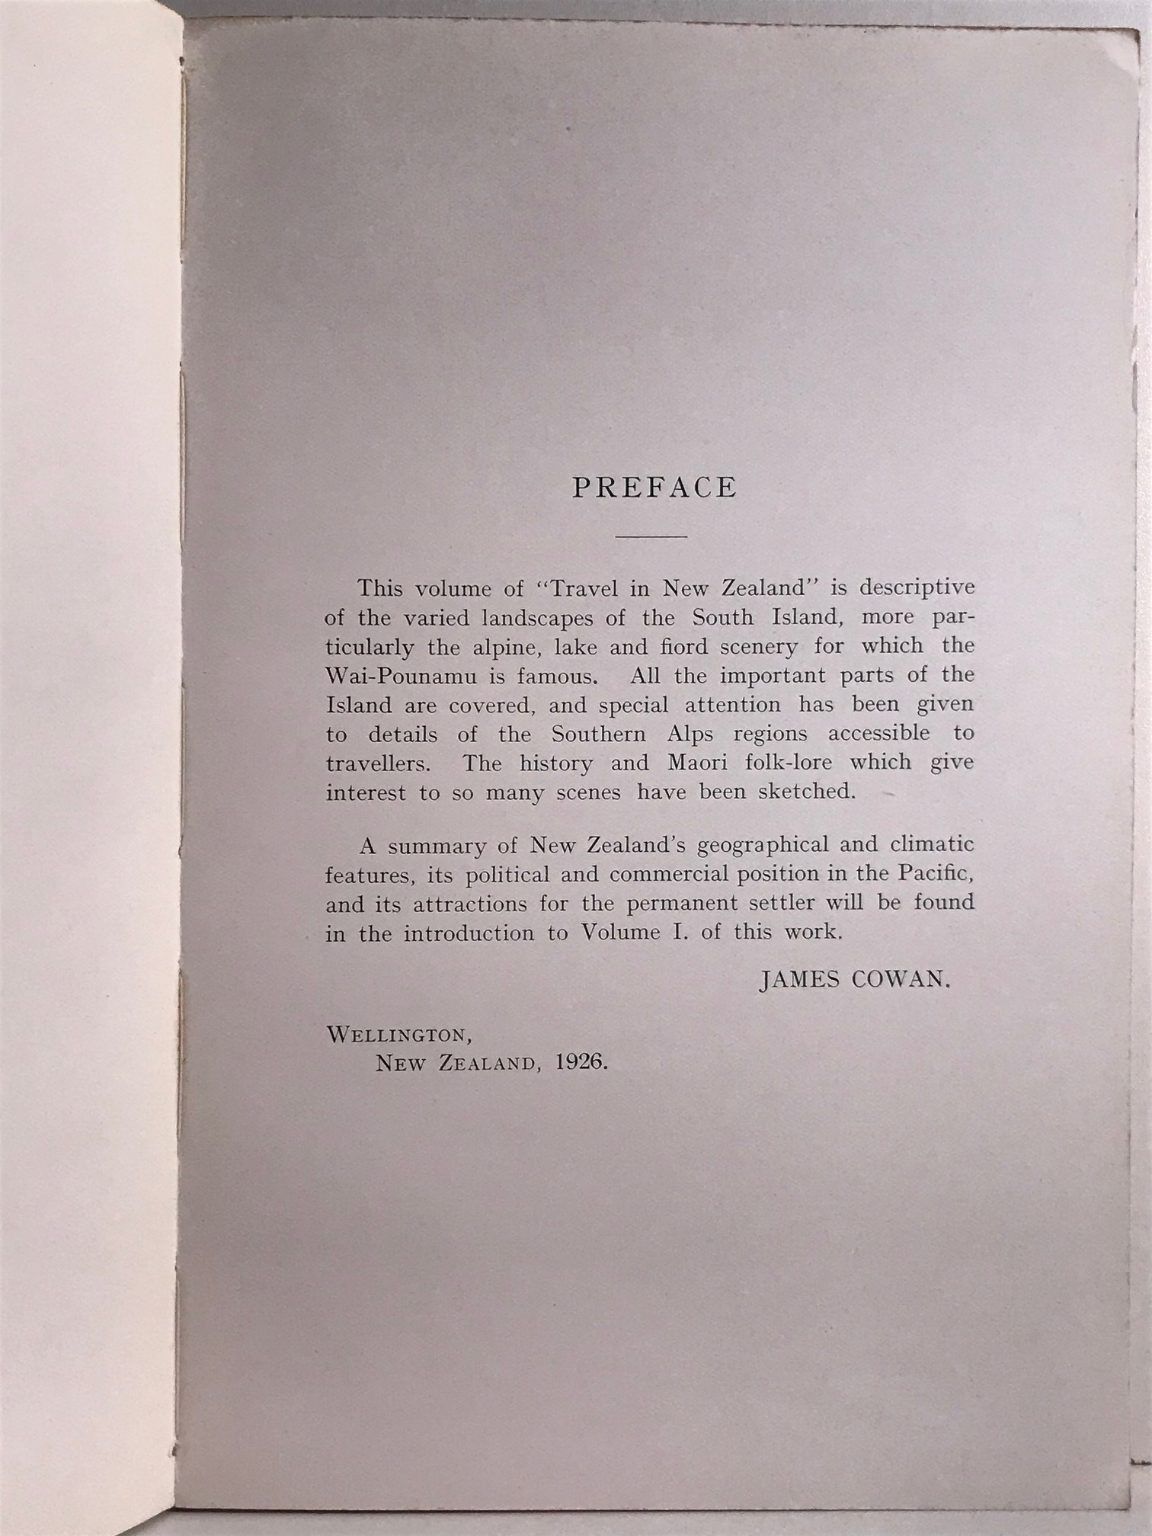 PREFACE
This volume of “Travel in New Zealand” is descriptive
of the varied landscapes of the South Island, more par-
ticularly the alpine, lake and fiord scenery for which the
Wai-Pounamu is famous. All the important parts of the
Island are covered, and special attention has been given
to details of the Southern Alps regions accessible to
travellers. The history and Maori folk-lore which give
interest to so many scenes have been sketched.
A summary of New Zealand’s geographical and climatic
features, its political and commercial position in the Pacific,
and its attractions for the permanent settler will be found
in the introduction to Volume I. of this work.
JAMES COWAN.
WELLINGTON,
NEW ZEALAND, 1926.